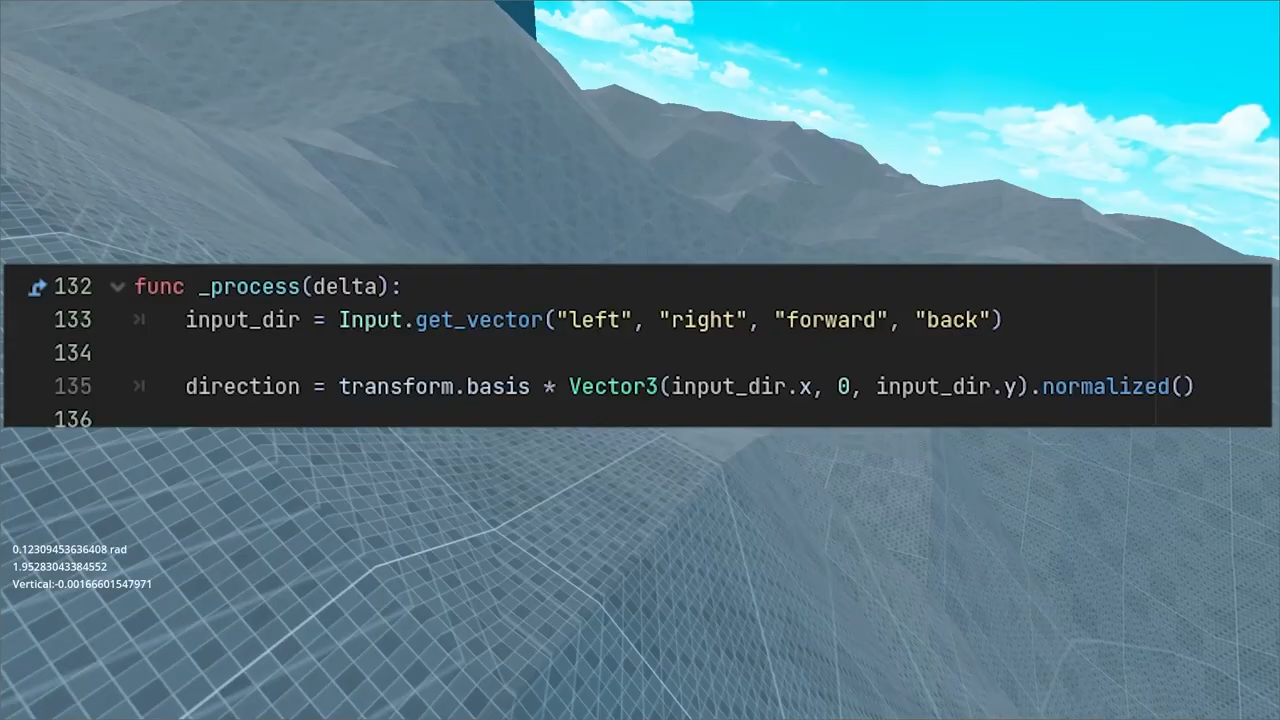 132 func _process(delta):
133 input_dir = Input.get_vector("left", "right", "forward", "back")
134
135 direction = transform.basis * Vector3(input_dir.x, 0, input_dir.y).normalized()
136
0.12309453636408 rad
1.95283043384552
Vertical:-0.00166601547971